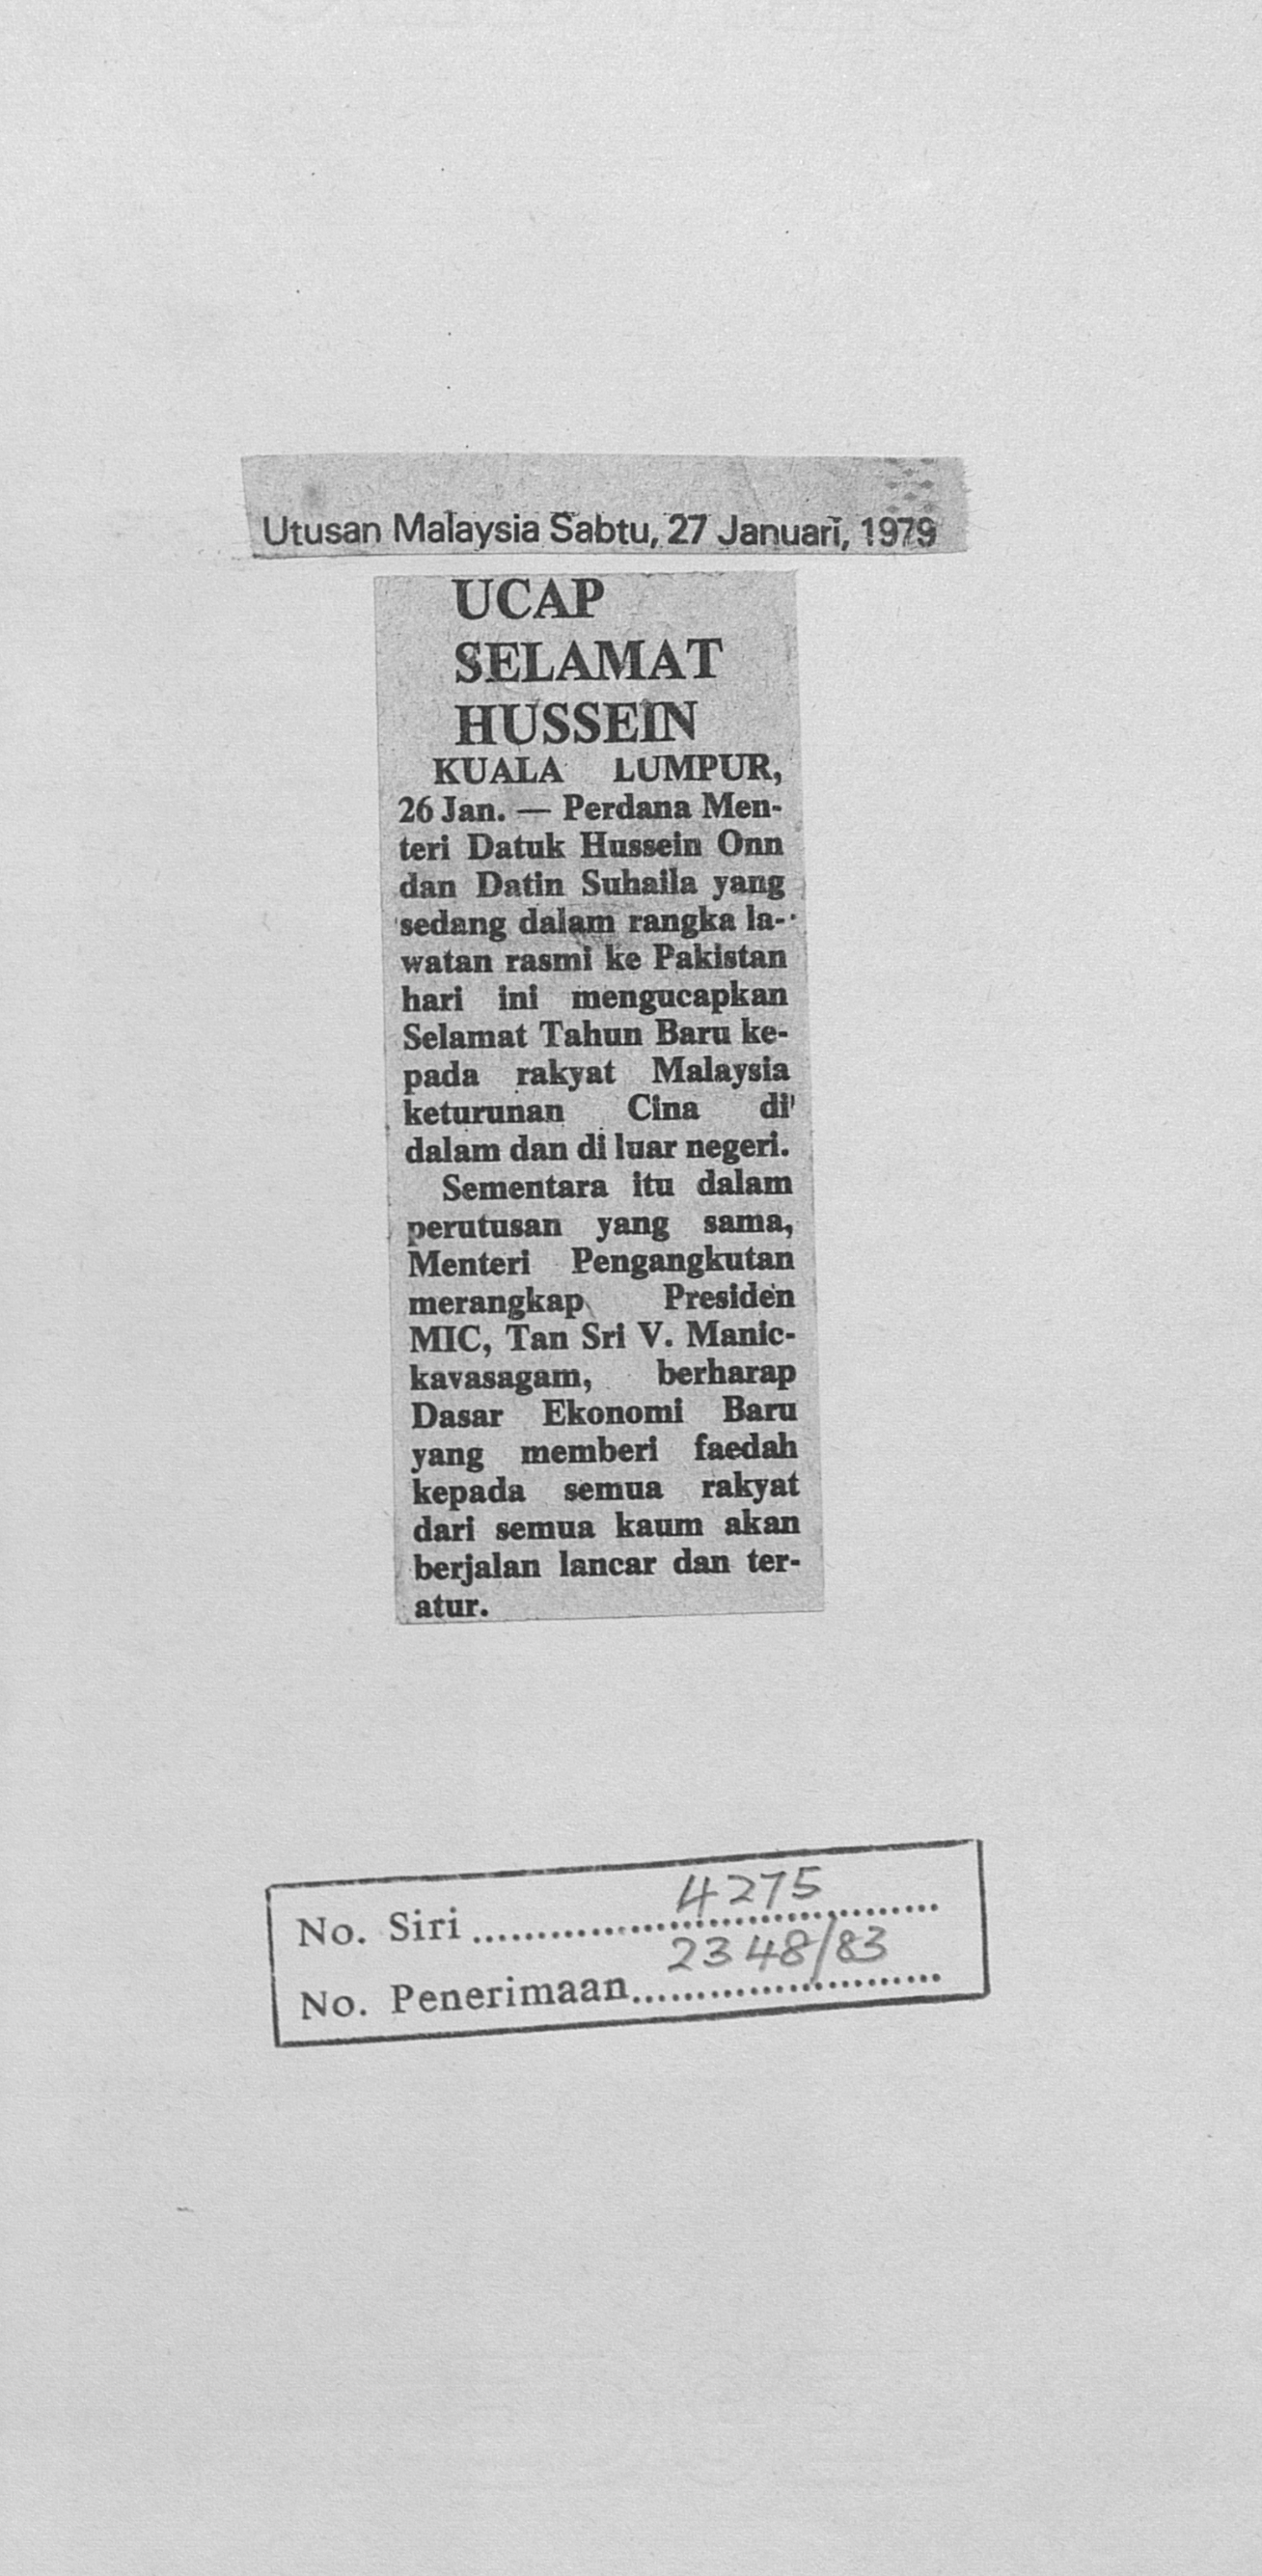 Utusan Malaysia Sabtu, 27 Januari, 1979
UCAP
SELAMAT
HUSSEIN
KUALA LUMPUR,
26 Jan. — Perdana Men-
teri Datuk Hussein Onn
dan Datin Suhaila yang
sedang dalam rangka la-
watan rasmi ke Pakistan
hari ini mengucapkan
Selamat Tahun Baru ke-
pada rakyat Malaysia
keturunan Cina di
dalam dan di luar negeri.
Sementara itu dalam
perutusan yang sama,
Menteri Pengangkutan
merangkap Presiden
MIC, Tan Sri V. Manic-
kavasagam, berharap
Dasar Ekonomi Baru
yang memberi faedah
kepada semua rakyat
dari semua kaum akan
berjalan lancar dan ter-
atur.
No. Siri 4275
No. Penerimaan 2348/83